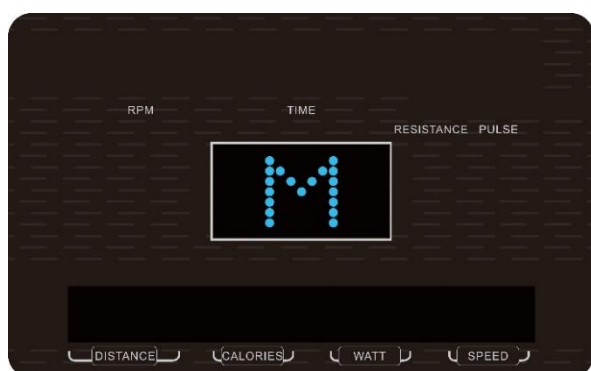 RPM TIME
RESISTANCE PULSE
M
DISTANCE CALORIES WATT SPEED